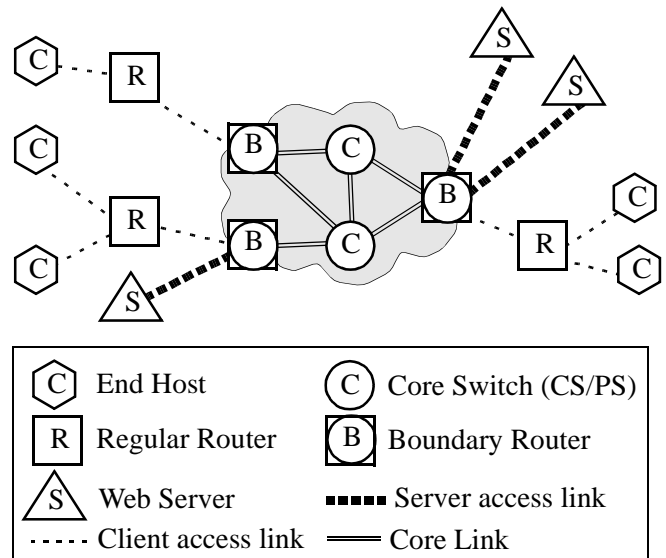 S
C
R
S
B
C
C
B
C
R
C
B
C
R
C
S
C End Host
C Core Switch (CS/PS)
R Regular Router
B Boundary Router
S Web Server
Server access link
Client access link
Core Link